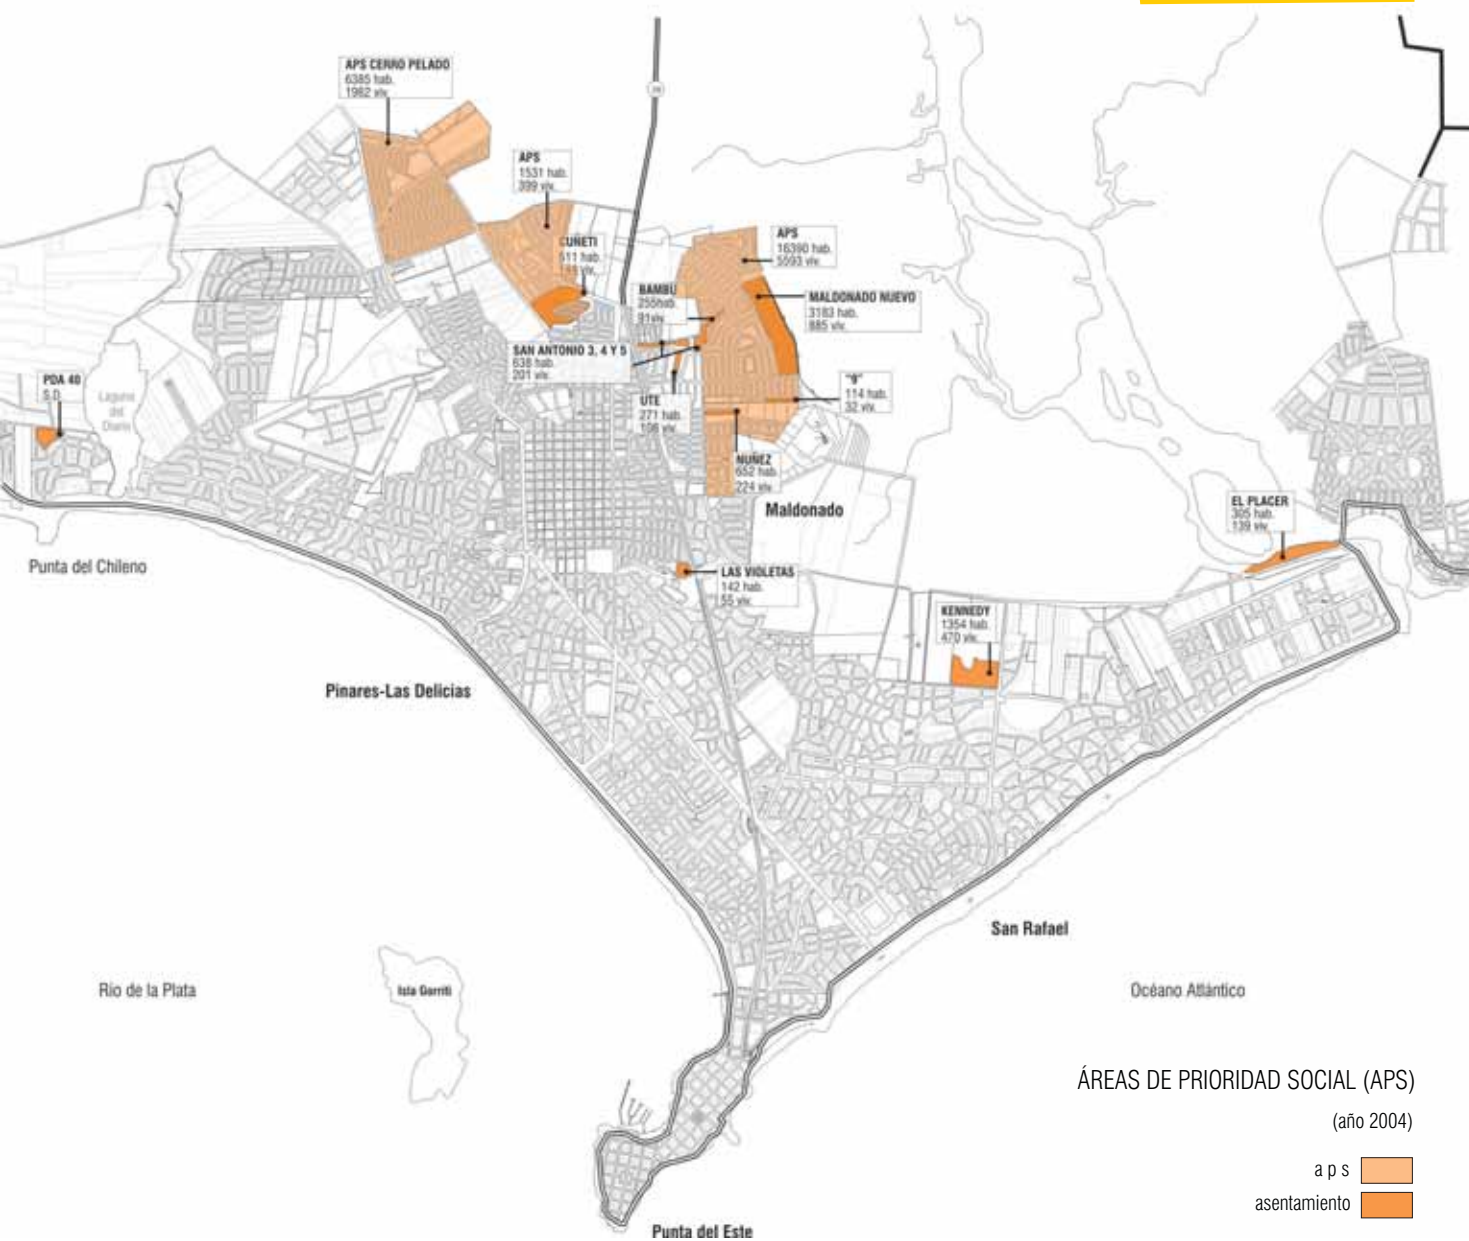 APS CERRO PELADO
6385 hab.
1982 viv.
APS
1531 hab.
399 viv.
CUÑETI
511 hab.
viv.
APS
16390 hab.
5593 viv.
BAMBU
255hab.
91viv.
MALDONADO NUEVO
3183 hab.
885 viv.
SAN ANTONIO 3, 4 Y 5
638 hab.
201 viv.
PDA 40
S.D.
Laguna
del
Diario
"9"
114 hab.
32 viv.
UTE
271 hab.
viv.
NUÑEZ
652 hab.
224 viv.
Maldonado
EL PLACER
305 hab.
139 viv.
Punta del Chileno
LAS VIOLETAS
142 hab.
55 viv.
KENNEDY
1354 hab.
470 viv.
Pinares-Las Delicias
San Rafael
Río de la Plata
Isla Gorriti
Océano Atlántico
ÁREAS DE PRIORIDAD SOCIAL (APS)
(año 2004)
a p s
asentamiento
Punta del Este